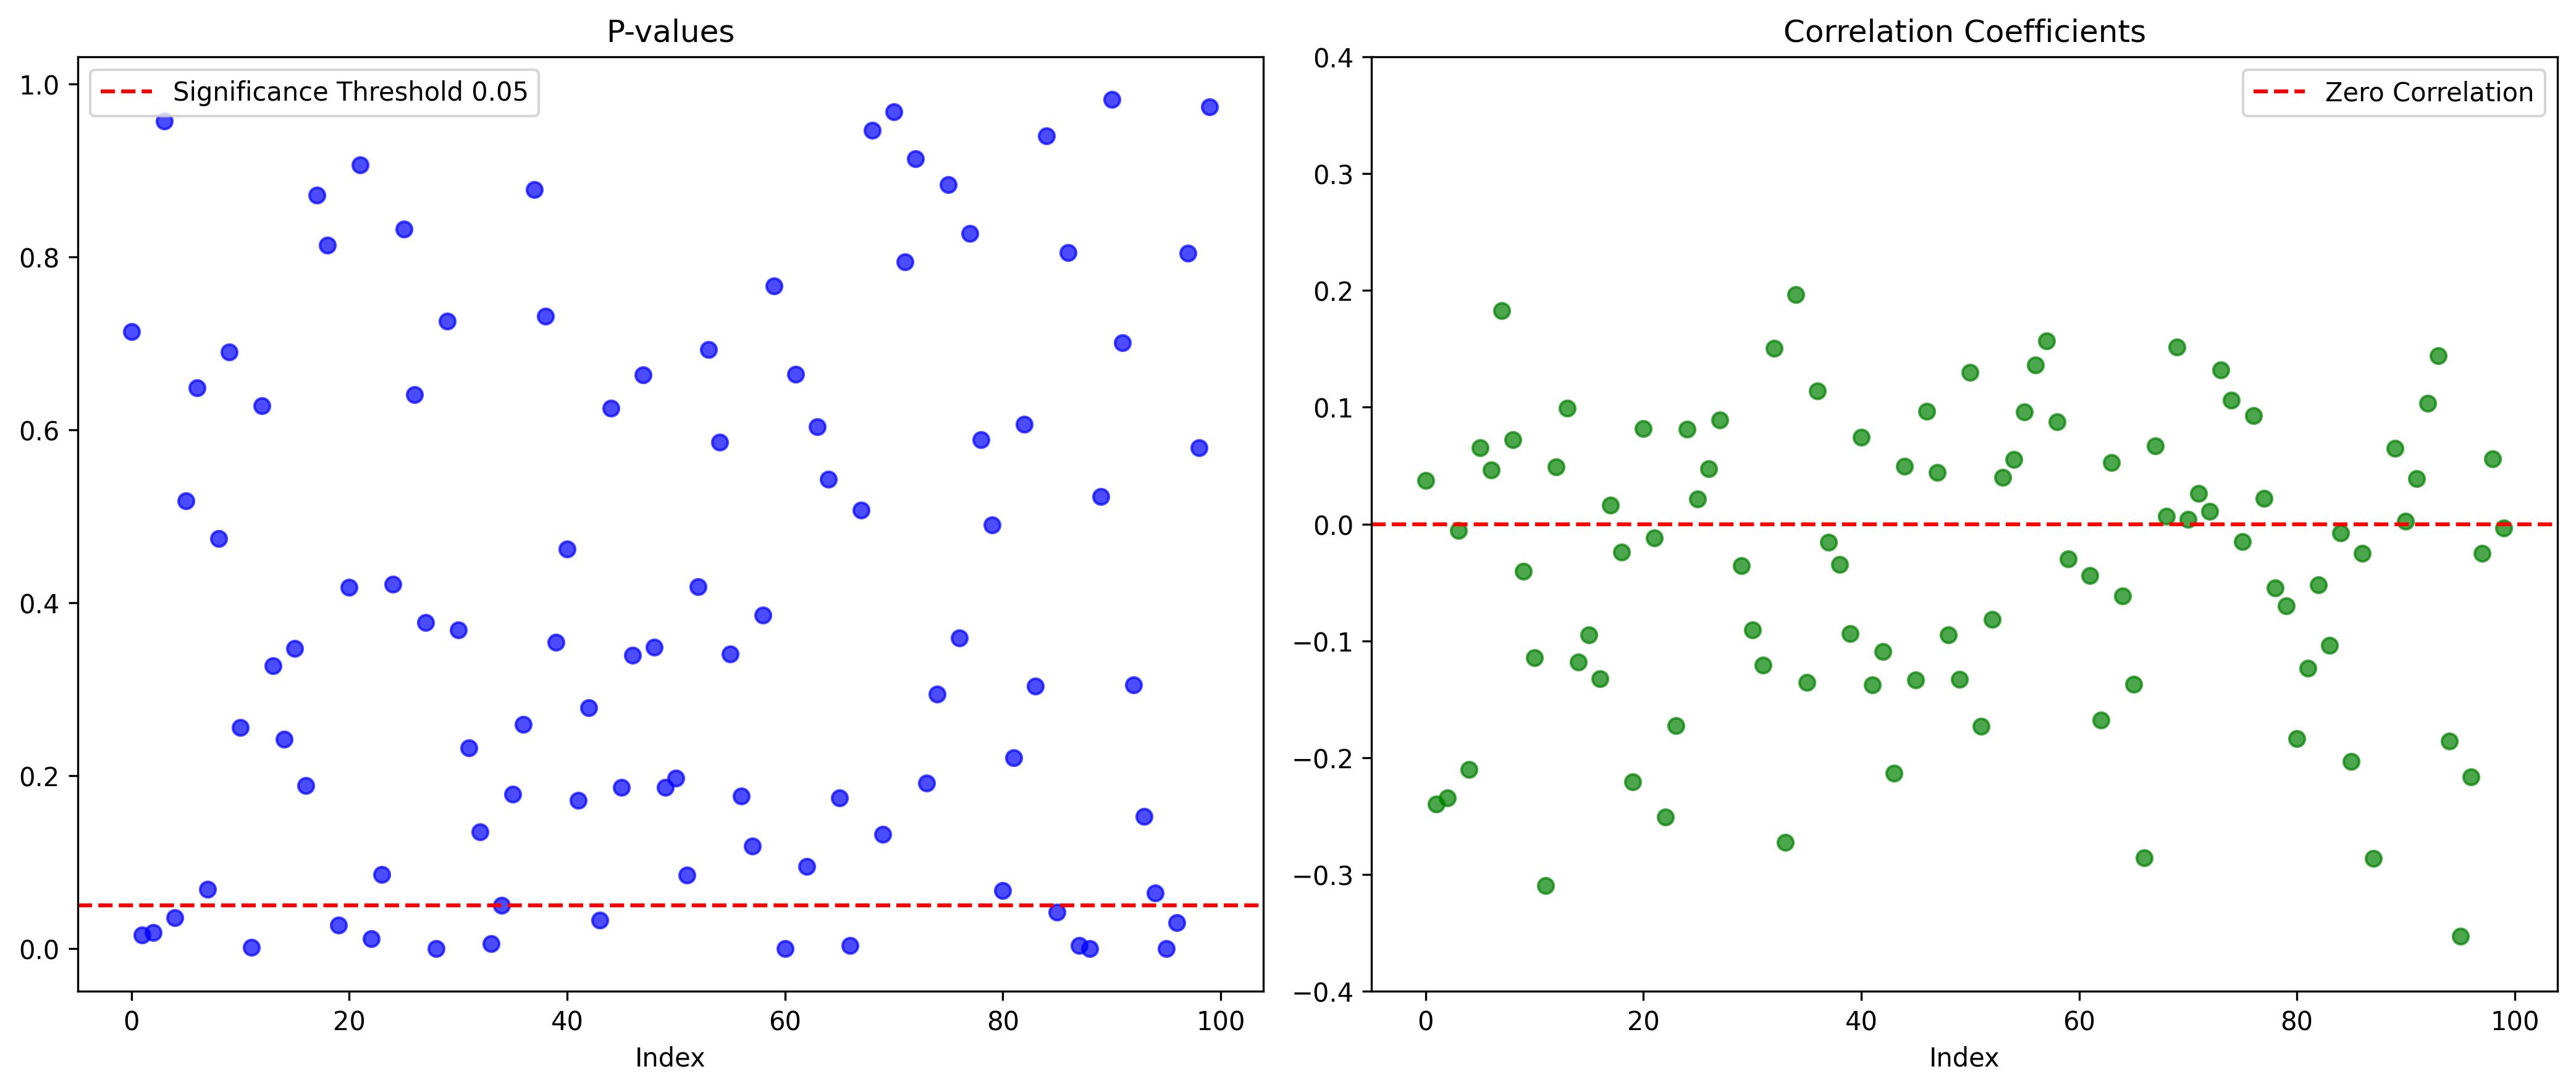 P-values
Significance Threshold 0.05
1.0
0.8
0.6
0.4
0.2
0.0
0 20 40 60 80 100
Index
Correlation Coefficients
Zero Correlation
0.4
0.3
0.2
0.1
0.0
−0.1
−0.2
−0.3
−0.4
0 20 40 60 80 100
Index